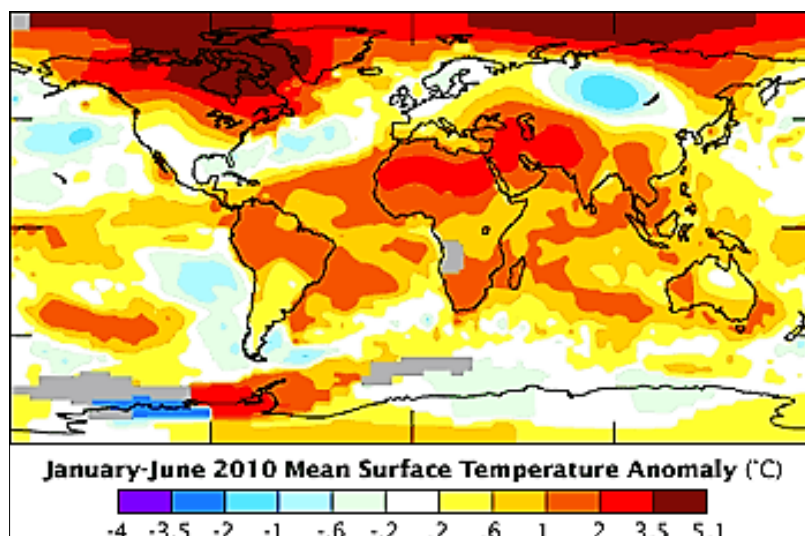 January-June 2010 Mean Surface Temperature Anomaly (°C)
-4 -3.5 -2 -1 -.6 -.2 .2 .6 1 2 3.5 5.1